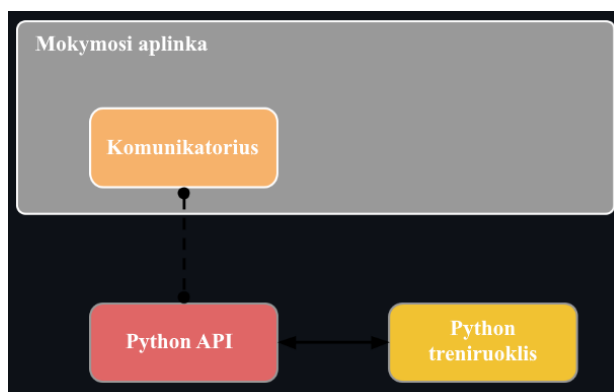 Mokymosi aplinka
Komunikatorius
Python API
Python
treniruoklis